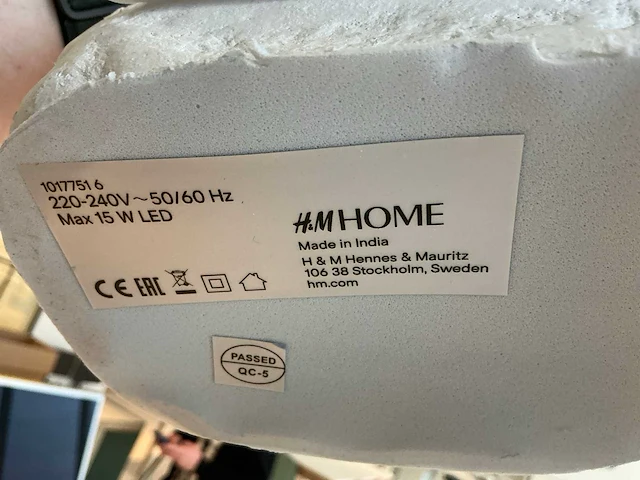 1017751 6
220-240V ~ 50/60 Hz
Max 15 W LED
CE EAC
H&M HOME
Made in India
H & M Hennes & Mauritz
106 38 Stockholm, Sweden
hm.com
PASSED
QC-5